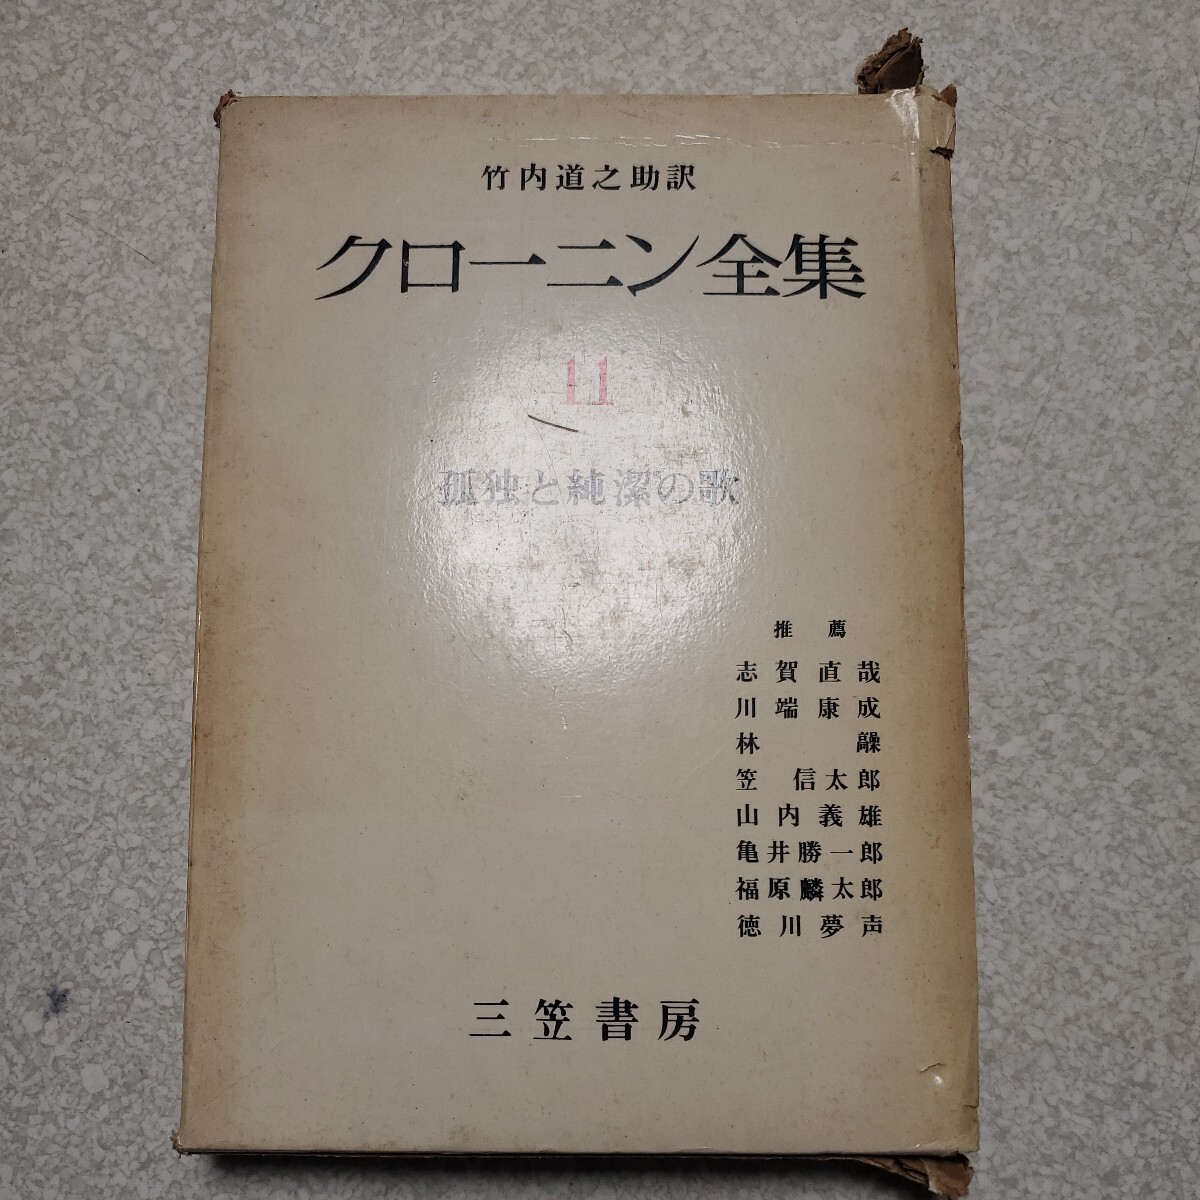 竹内道之助訳
クローニン全集
11
孤独と純潔の歌
推薦
志賀直哉
川端康成
林髞
笠信太郎
山内義雄
亀井勝一郎
福原麟太郎
徳川夢声
三笠書房